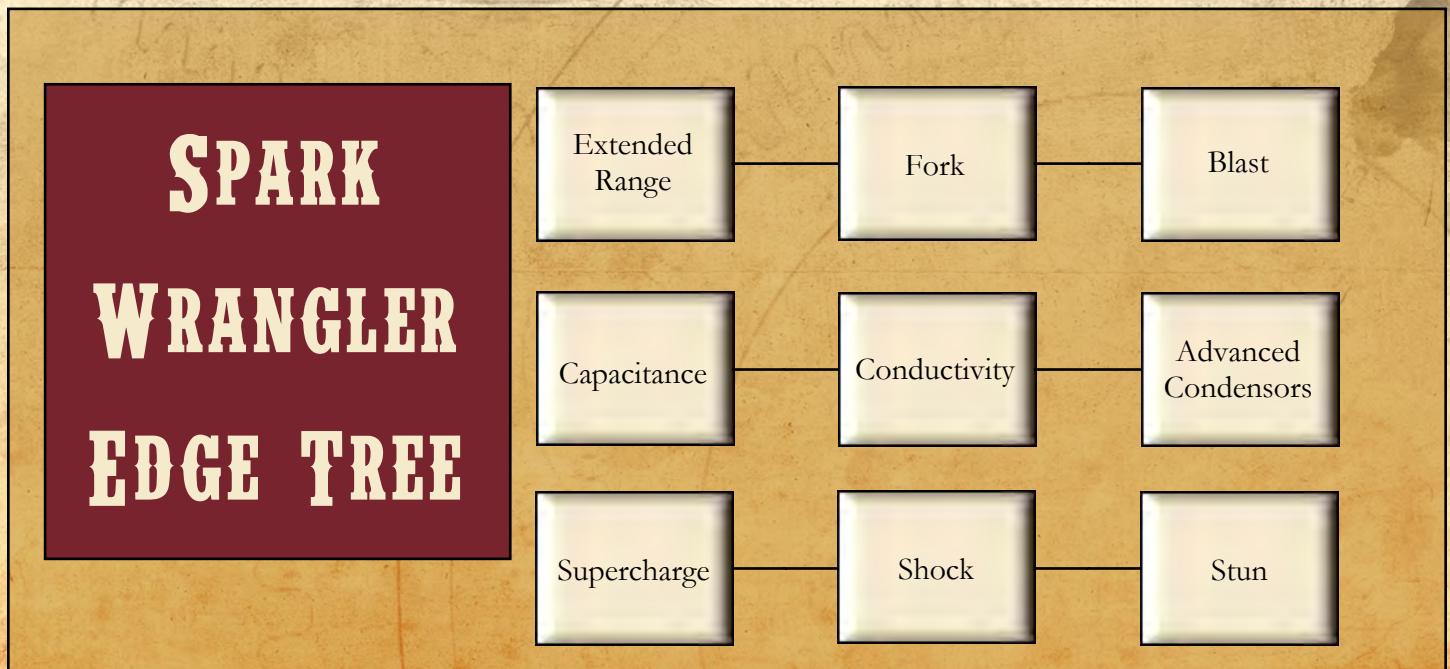 Spark
Wrangler
Edge Tree
Extended
Range
Fork
Blast
Capacitance
Conductivity
Advanced
Condensors
Supercharge
Shock
Stun